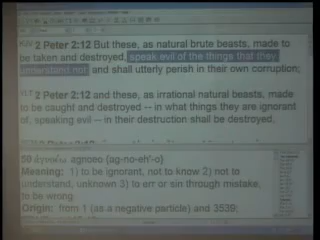 KJV 2 Peter 2:12 But these, as natural brute beasts, made to
be taken and destroyed, speak evil of the things that they
understand not; and shall utterly perish in their own corruption;
YLT 2 Peter 2:12 and these, as irrational natural beasts, made
to be caught and destroyed -- in what things they are ignorant
of, speaking evil -- in their destruction shall be destroyed,
50 ἀγνοέω agnoeo {ag-no-eh'-o}
Meaning: 1) to be ignorant, not to know 2) not to
understand, unknown 3) to err or sin through mistake,
to be wrong
Origin: from 1 (as a negative particle) and 3539;